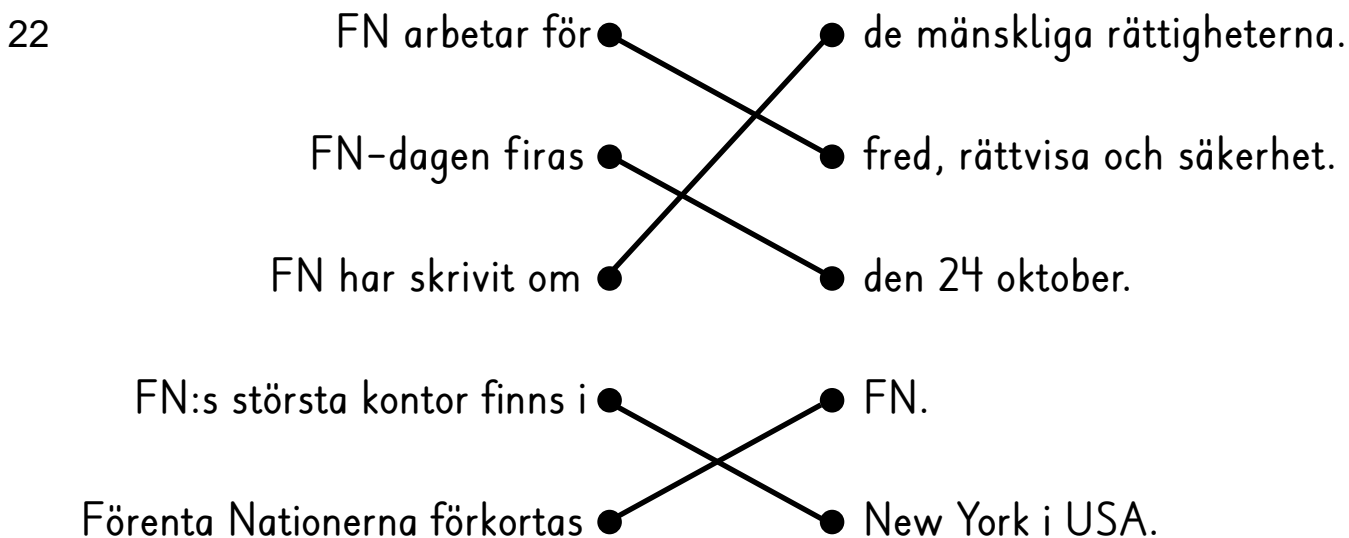 22 FN arbetar för de mänskliga rättigheterna.
FN-dagen firas fred, rättvisa och säkerhet.
FN har skrivit om den 24 oktober.
FN:s största kontor finns i FN.
Förenta Nationerna förkortas New York i USA.